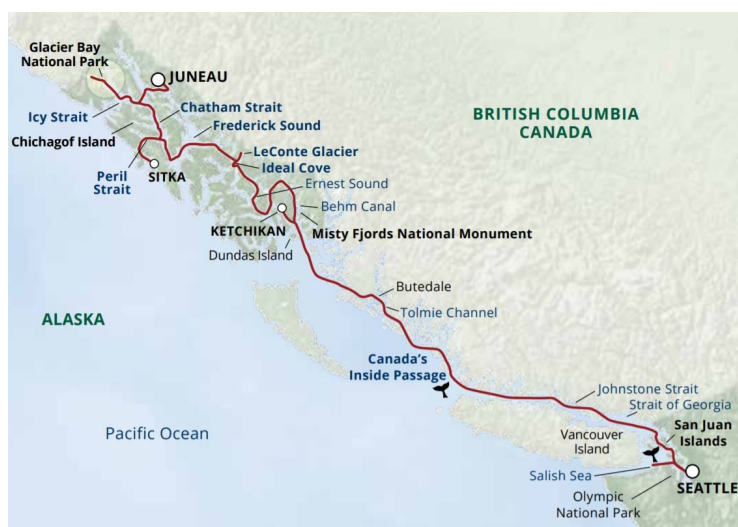 Glacier Bay
National Park
JUNEAU
Icy Strait
Chatham Strait
Frederick Sound
Chichagof Island
BRITISH COLUMBIA
CANADA
LeConte Glacier
Ideal Cove
Peril
Strait
SITKA
Ernest Sound
Behm Canal
KETCHIKAN
Misty Fjords National Monument
Dundas Island
Butedale
ALASKA
Tolmie Channel
Canada's
Inside Passage
Johnstone Strait
Strait of Georgia
Pacific Ocean
Vancouver
Island
San Juan
Islands
Salish Sea
SEATTLE
Olympic
National Park